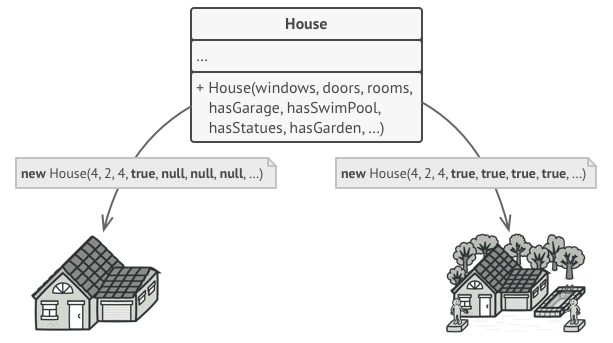 House
...
+ House(windows, doors, rooms,
hasGarage, hasSwimPool,
hasStatues, hasGarden, ...)
new House(4, 2, 4, true, null, null, null, ...)
new House(4, 2, 4, true, true, true, true, ...)